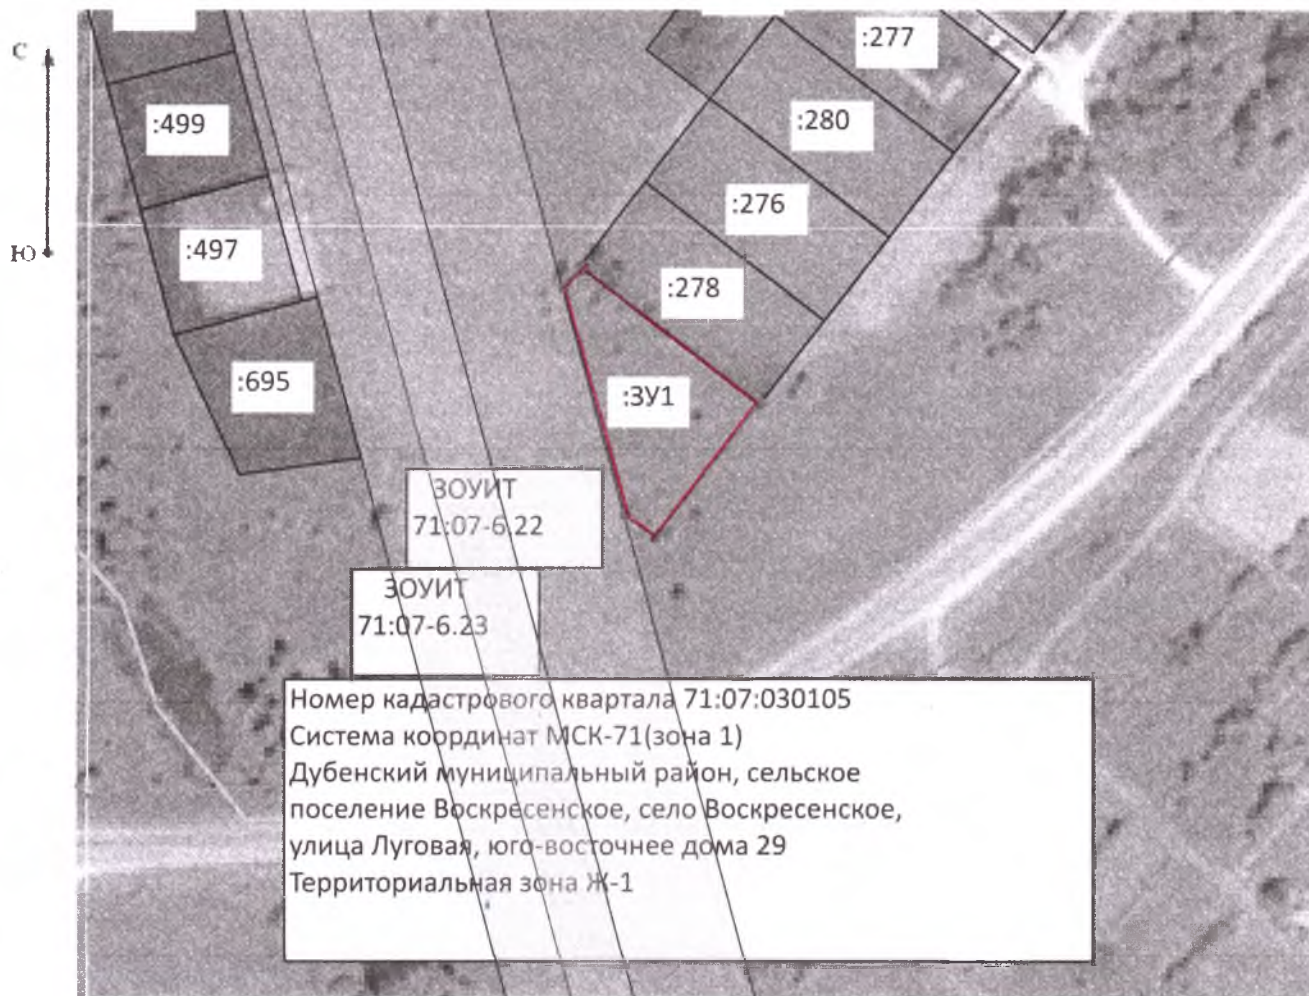 С
:277
:499
:280
:276
Ю
:497
:278
:695
:ЗУ1
ЗОУИТ
71:07-6.22
ЗОУИТ
71:07-6.23
Номер кадастрового квартала 71:07:030105
Система координат МСК-71(зона 1)
Дубенский муниципальный район, сельское
поселение Воскресенское, село Воскресенское,
улица Луговая, юго-восточнее дома 29
Территориальная зона Ж-1